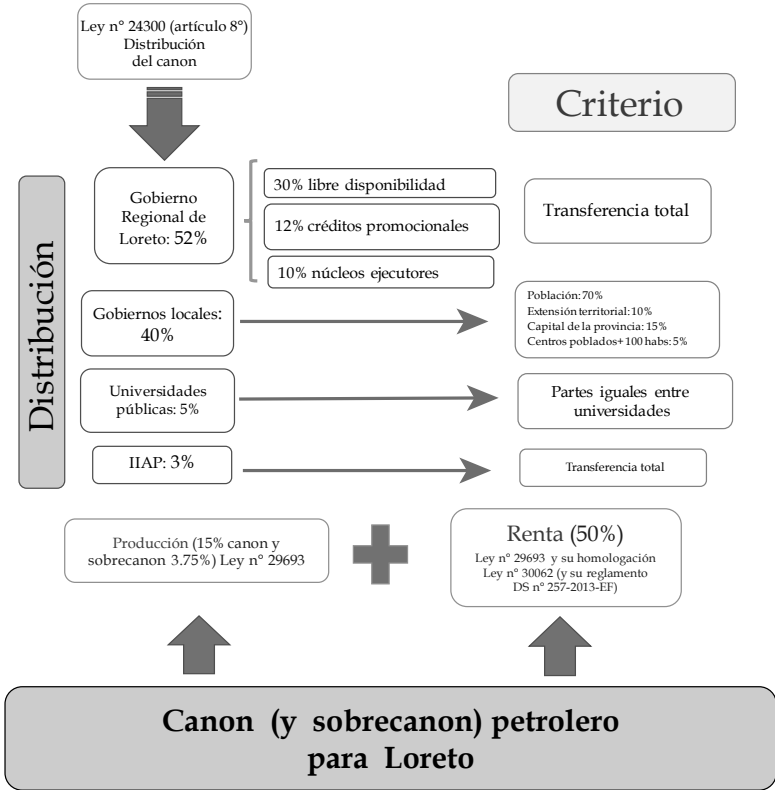 Ley n° 24300 (artículo 8°)
Distribución
del canon
Criterio
Distribución
Gobierno
Regional de
Loreto: 52%
30% libre disponibilidad
12% créditos promocionales
10% núcleos ejecutores
Transferencia total
Gobiernos locales:
40%
Población: 70%
Extensión territorial: 10%
Capital de la provincia: 15%
Centros poblados+ 100 habs: 5%
Universidades
públicas: 5%
Partes iguales entre
universidades
IIAP: 3%
Transferencia total
Producción (15% canon y
sobrecanon 3.75%) Ley n° 29693
Renta (50%)
Ley n° 29693 y su homologación
Ley n° 30062 (y su reglamento
DS n° 257-2013-EF)
Canon (y sobrecanon) petrolero
para Loreto